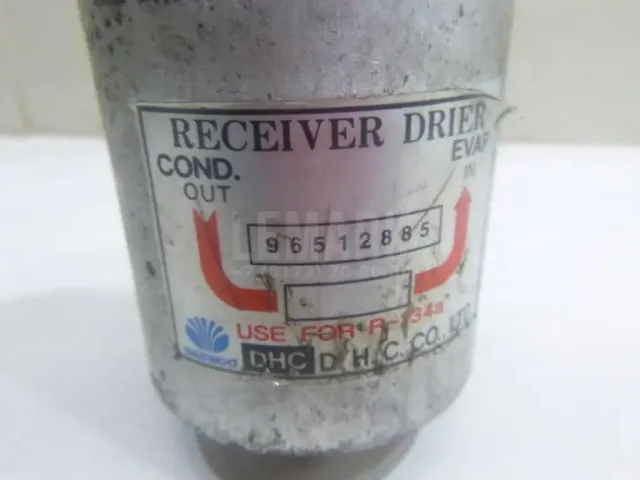 RECEIVER DRIER
COND. EVAP
OUT IN
96512885
USE FOR R-134a
DHC D. H. C. CO. LTD.